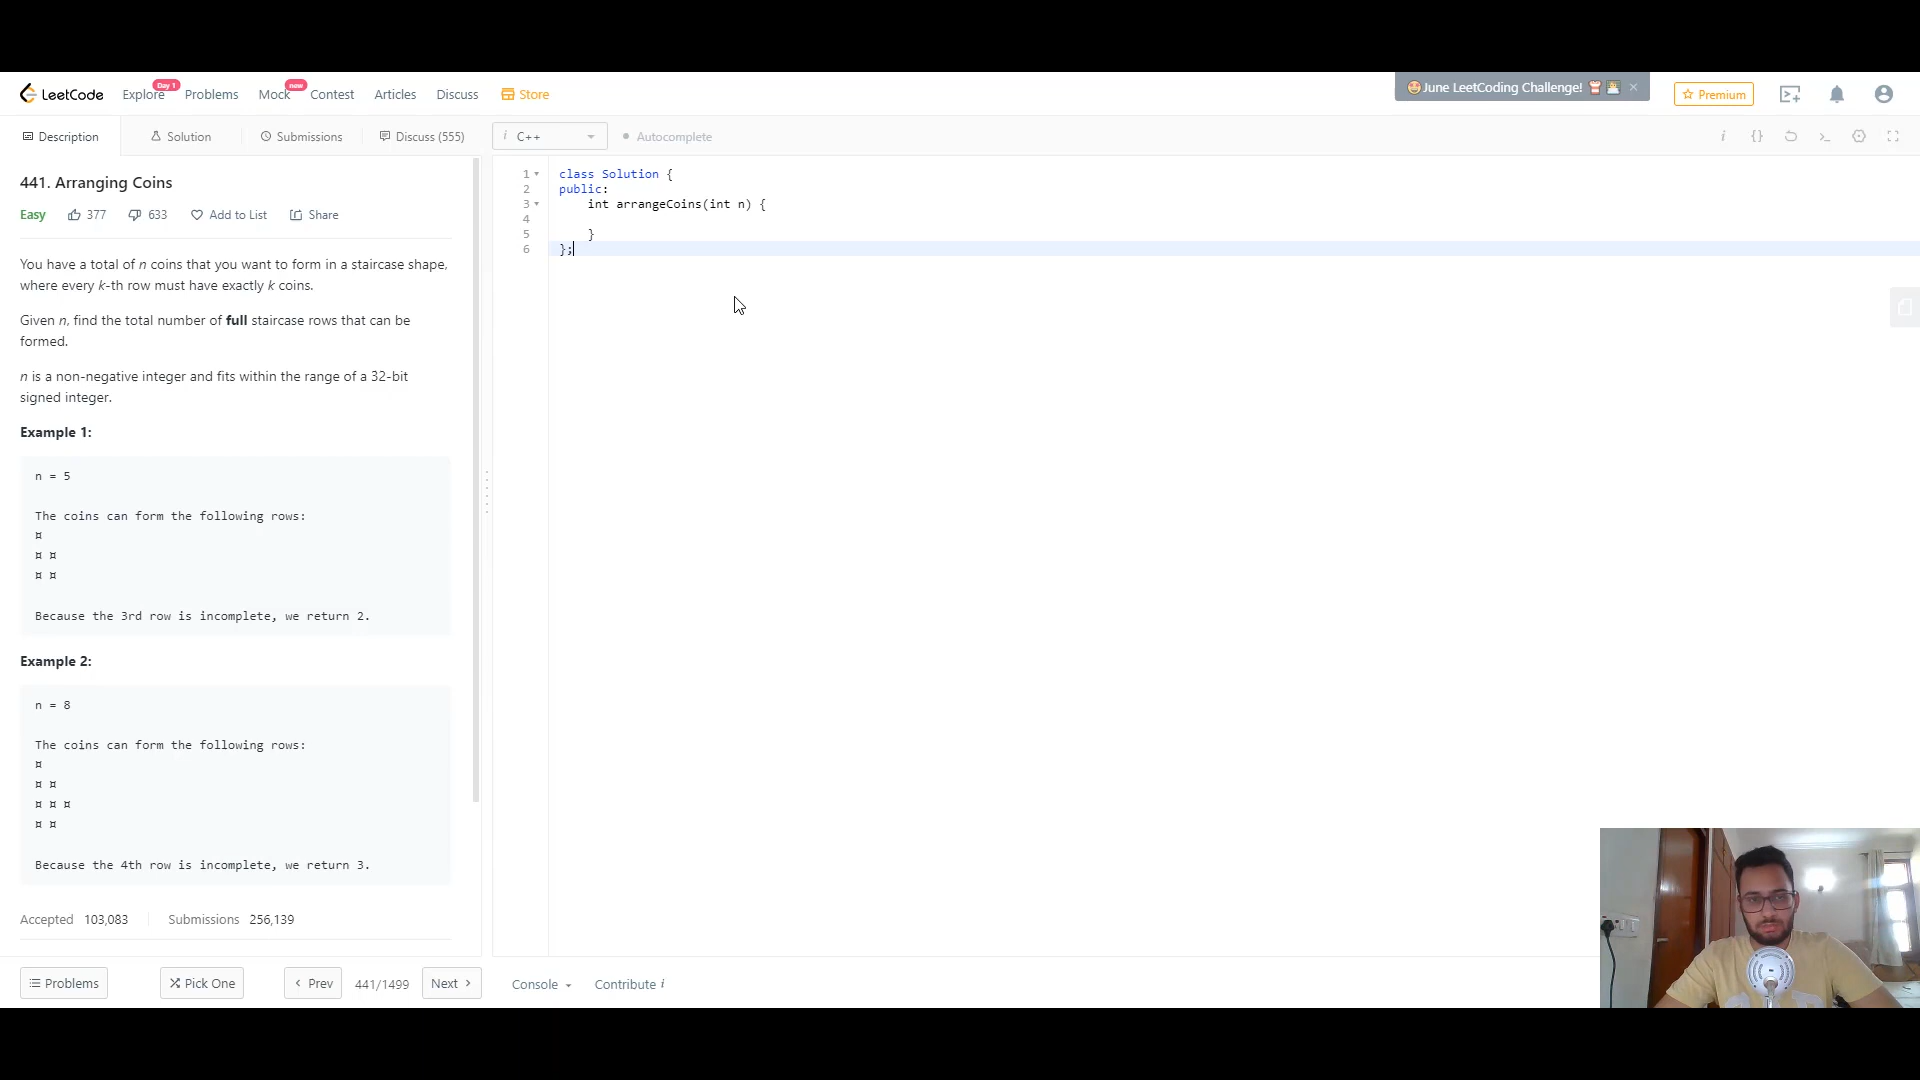 LeetCode
Explore
Day 1
Problems
Mock
new
Contest
Articles
Discuss
Store
June LeetCoding Challenge!
Premium
Description
Solution
Submissions
Discuss (555)
i C++
Autocomplete
441. Arranging Coins
Easy
377
633
Add to List
Share
You have a total of n coins that you want to form in a staircase shape,
where every k-th row must have exactly k coins.
Given n, find the total number of full staircase rows that can be
formed.
n is a non-negative integer and fits within the range of a 32-bit
signed integer.
Example 1:
n = 5
The coins can form the following rows:
¤
¤ ¤
¤ ¤
Because the 3rd row is incomplete, we return 2.
Example 2:
n = 8
The coins can form the following rows:
¤
¤ ¤
¤ ¤ ¤
¤ ¤
Because the 4th row is incomplete, we return 3.
Accepted 103,083
Submissions 256,139
Problems
Pick One
Prev
441/1499
Next
1 class Solution {
2 public:
3 int arrangeCoins(int n) {
4
5 }
6 };
Console
Contribute i